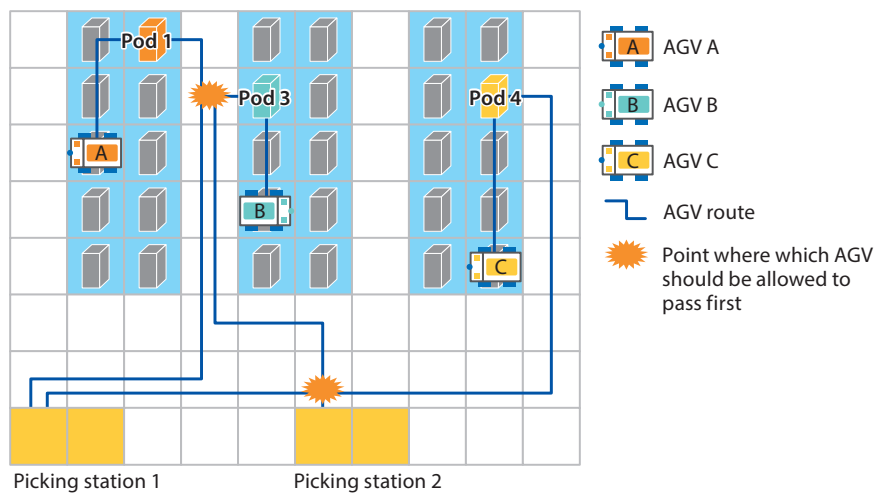 Pod 1
Pod 3
Pod 4
A
B
C
Picking station 1
Picking station 2
A AGV A
B AGV B
C AGV C
AGV route
Point where which AGV
should be allowed to
pass first